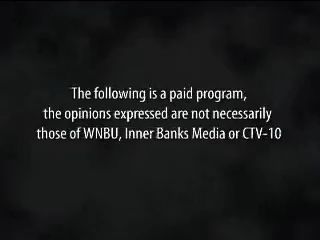 The following is a paid program,
the opinions expressed are not necessarily
those of WNBU, Inner Banks Media or CTV-10